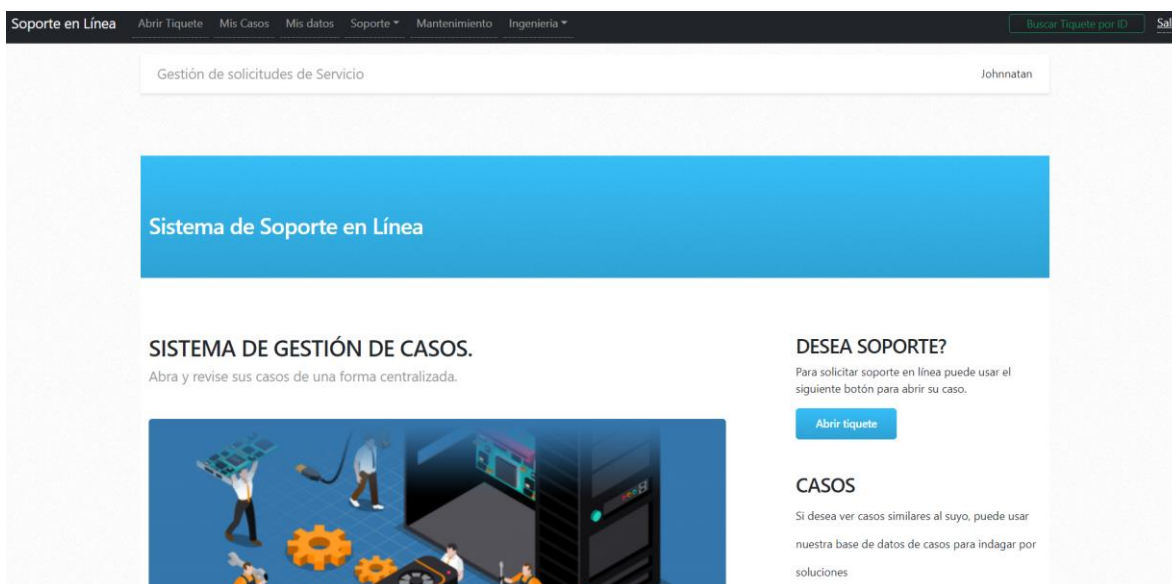 Soporte en Línea Abrir Tiquete Mis Casos Mis datos Soporte Mantenimiento Ingenieria Buscar Tiquete por ID
Gestión de solicitudes de Servicio Johnnatan
Sistema de Soporte en Línea
SISTEMA DE GESTIÓN DE CASOS.
Abra y revise sus casos de una forma centralizada.
DESEA SOPORTE?
Para solicitar soporte en línea puede usar el
siguiente botón para abrir su caso.
Abrir tiquete
CASOS
Si desea ver casos similares al suyo, puede usar
nuestra base de datos de casos para indagar por
soluciones